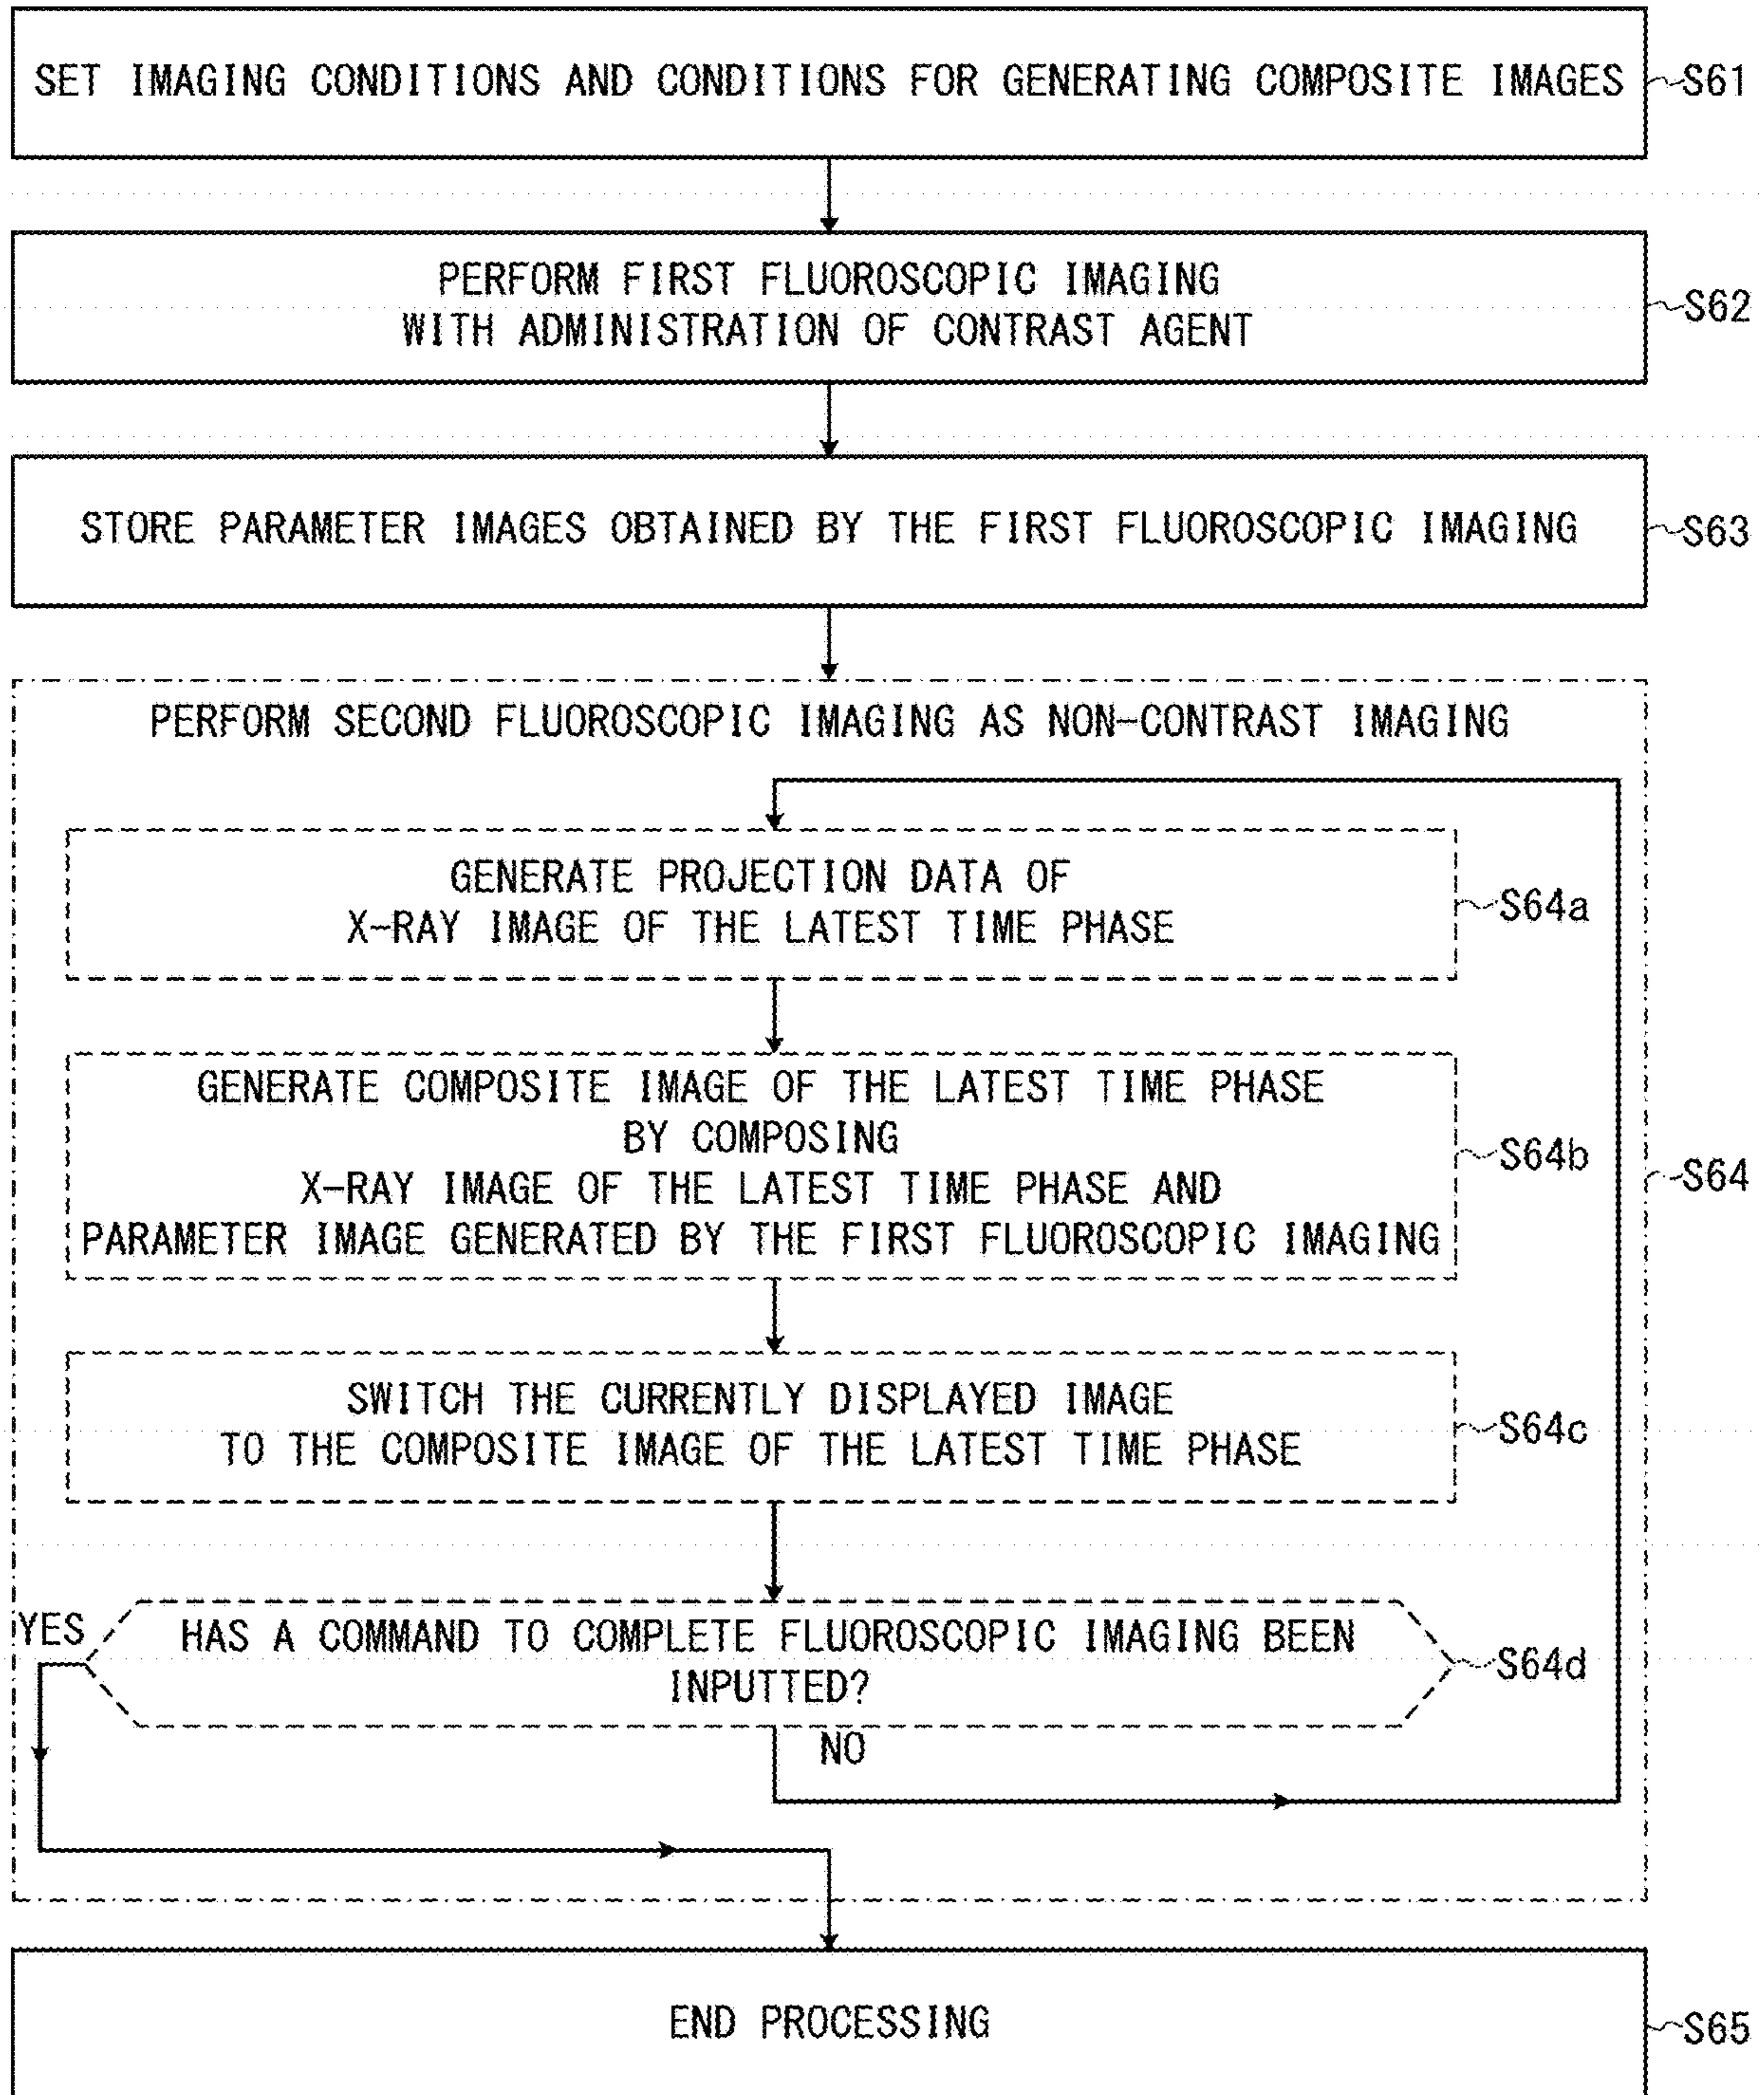 SET IMAGING CONDITIONS AND CONDITIONS FOR GENERATING COMPOSITE IMAGES
S61
PERFORM FIRST FLUOROSCOPIC IMAGING
WITH ADMINISTRATION OF CONTRAST AGENT
S62
STORE PARAMETER IMAGES OBTAINED BY THE FIRST FLUOROSCOPIC IMAGING
S63
PERFORM SECOND FLUOROSCOPIC IMAGING AS NON-CONTRAST IMAGING
GENERATE PROJECTION DATA OF
X-RAY IMAGE OF THE LATEST TIME PHASE
S64a
GENERATE COMPOSITE IMAGE OF THE LATEST TIME PHASE
BY COMPOSING
X-RAY IMAGE OF THE LATEST TIME PHASE AND
PARAMETER IMAGE GENERATED BY THE FIRST FLUOROSCOPIC IMAGING
S64b
S64
SWITCH THE CURRENTLY DISPLAYED IMAGE
TO THE COMPOSITE IMAGE OF THE LATEST TIME PHASE
S64c
YES
HAS A COMMAND TO COMPLETE FLUOROSCOPIC IMAGING BEEN
INPUTTED?
S64d
NO
END PROCESSING
S65